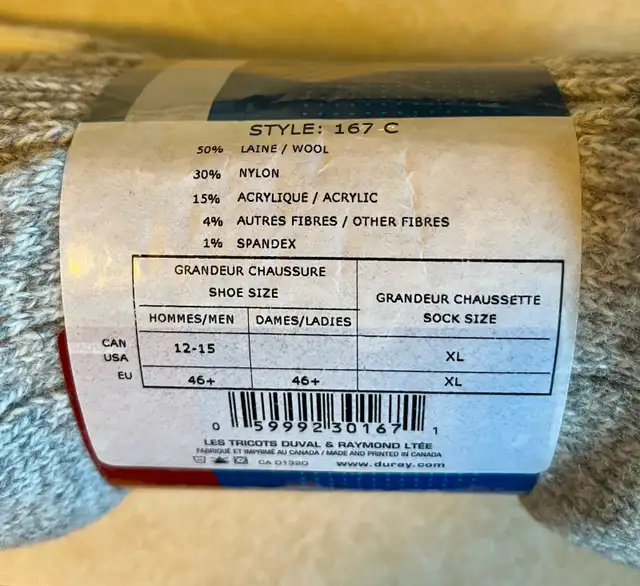 STYLE: 167 C
50% LAINE / WOOL
30% NYLON
15% ACRYLIQUE / ACRYLIC
4% AUTRES FIBRES / OTHER FIBRES
1% SPANDEX
GRANDEUR CHAUSSURE
SHOE SIZE
GRANDEUR CHAUSSETTE
SOCK SIZE
HOMMES/MEN DAMES/LADIES
CAN
USA
12-15 XL
EU 46+ 46+ XL
0 59992 30167 1
LES TRICOTS DUVAL & RAYMOND LTÉE
FABRIQUÉ ET IMPRIMÉ AU CANADA / MADE AND PRINTED IN CANADA
CA 01320 www.duray.com